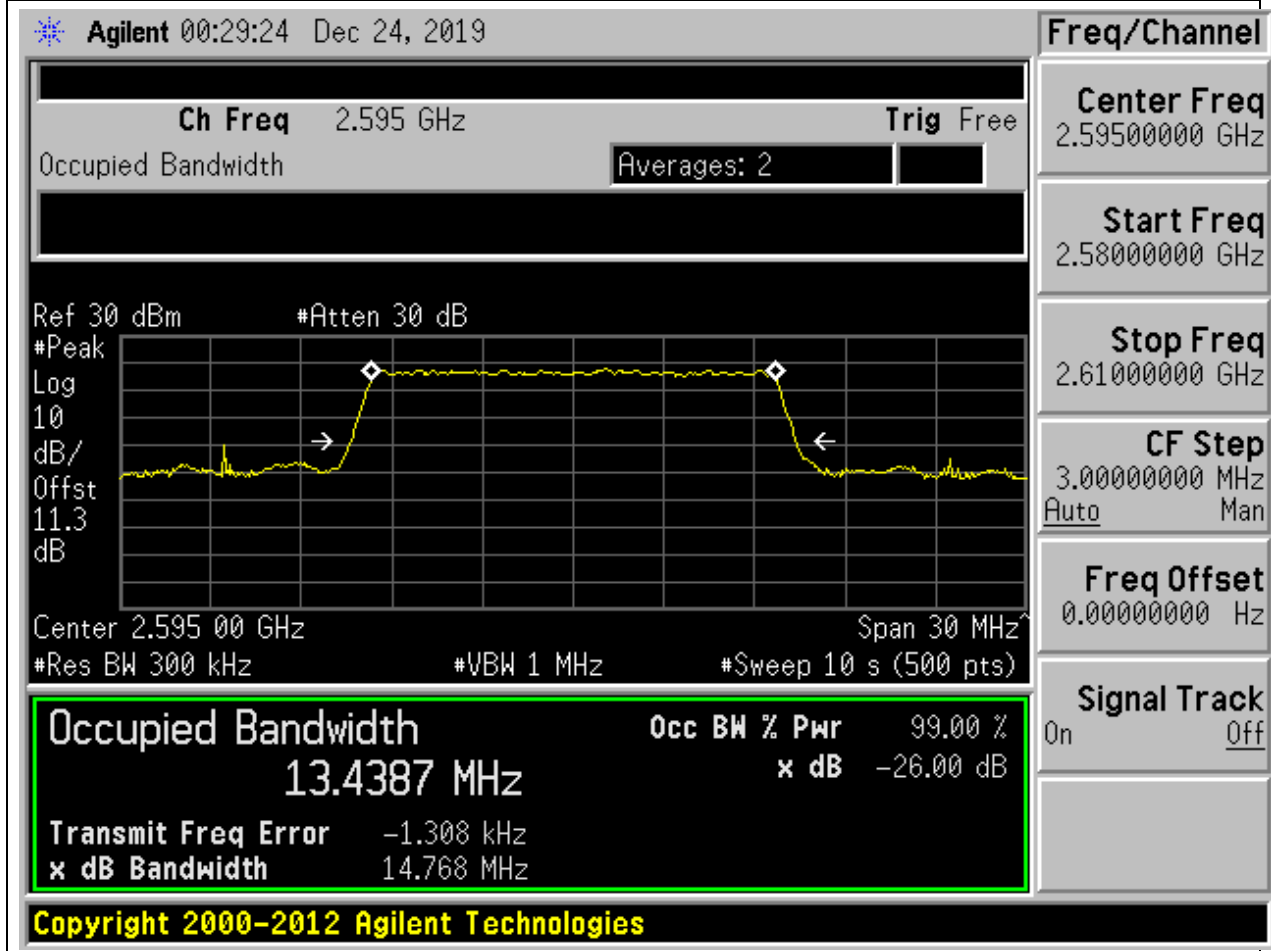 Agilent 00:29:24 Dec 24, 2019
Freq/Channel
Ch Freq 2.595 GHz
Trig Free
Occupied Bandwidth
Averages: 2
Center Freq
2.59500000 GHz
Start Freq
2.58000000 GHz
Stop Freq
2.61000000 GHz
CF Step
3.00000000 MHz
Auto Man
Freq Offset
0.00000000 Hz
Signal Track
On Off
Ref 30 dBm
#Atten 30 dB
#Peak
Log
10
dB/
Offst
11.3
dB
Center 2.595 00 GHz
Span 30 MHz^
#Res BW 300 kHz
#VBW 1 MHz
#Sweep 10 s (500 pts)
Occupied Bandwidth
13.4387 MHz
Occ BW % Pwr 99.00 %
x dB -26.00 dB
Transmit Freq Error -1.308 kHz
x dB Bandwidth 14.768 MHz
Copyright 2000-2012 Agilent Technologies